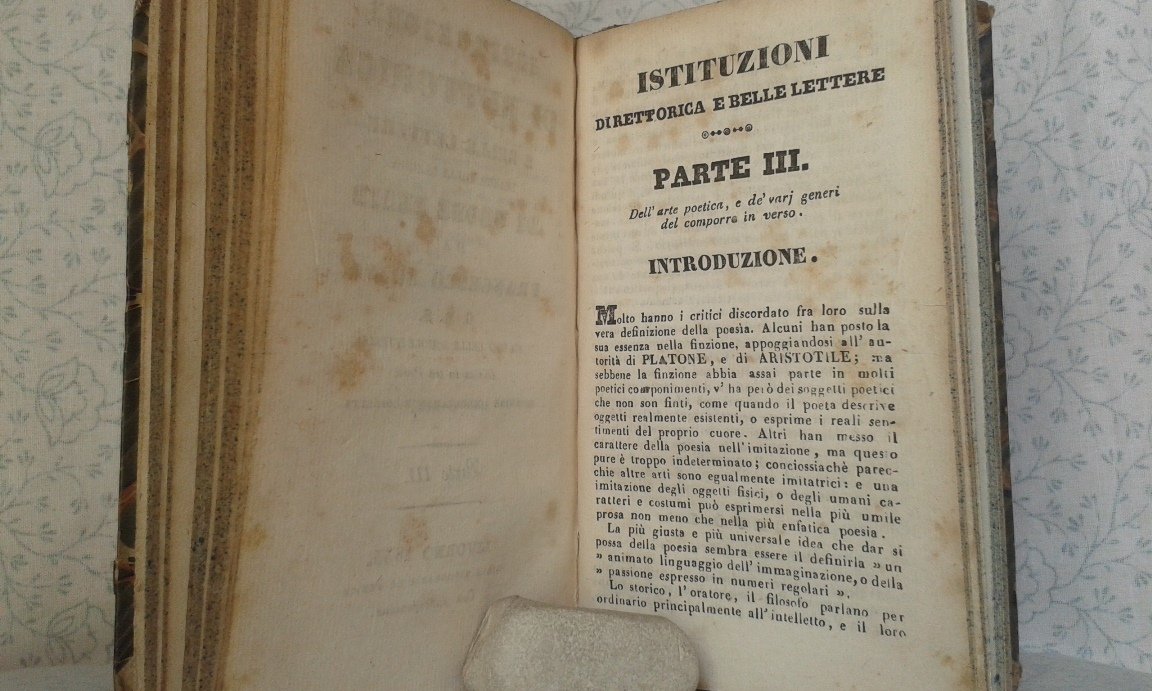 ISTITUZIONI
DI RETTORICA E BELLE LETTERE
PARTE III.
Dell' arte poetica, e de' varj generi
del comporre in verso.
INTRODUZIONE.
Molto hanno i critici discordato fra loro sulla
vera definizione della poesìa. Alcuni han posto la
sua essenza nella finzione, appoggiandosi all' au-
torità di PLATONE, e di ARISTOTILE; ma
sebbene la finzione abbia assai parte in molti
poetici componimenti, v' ha però dei soggetti poetici
che non son finti, come quando il poeta descrive
oggetti realmente esistenti, o esprime i reali sen-
timenti del proprio cuore. Altri han messo il
carattere della poesia nell' imitazione, ma questo
pure è troppo indeterminato; conciossiachè parec-
chie altre arti sono egualmente imitatrici: e una
imitazione degli oggetti fisici, o degli umani ca-
ratteri e costumi può esprimersi nella più umile
prosa non meno che nella più enfatica poesia.
La più giusta e più universale idea che dar si
possa della poesia sembra essere il definirla » un
» animato linguaggio dell' immaginazione, o della
» passione espresso in numeri regolari ».
Lo storico, l' oratore, il filosofo parlano per
ordinario principalmente all' intelletto, e il loro